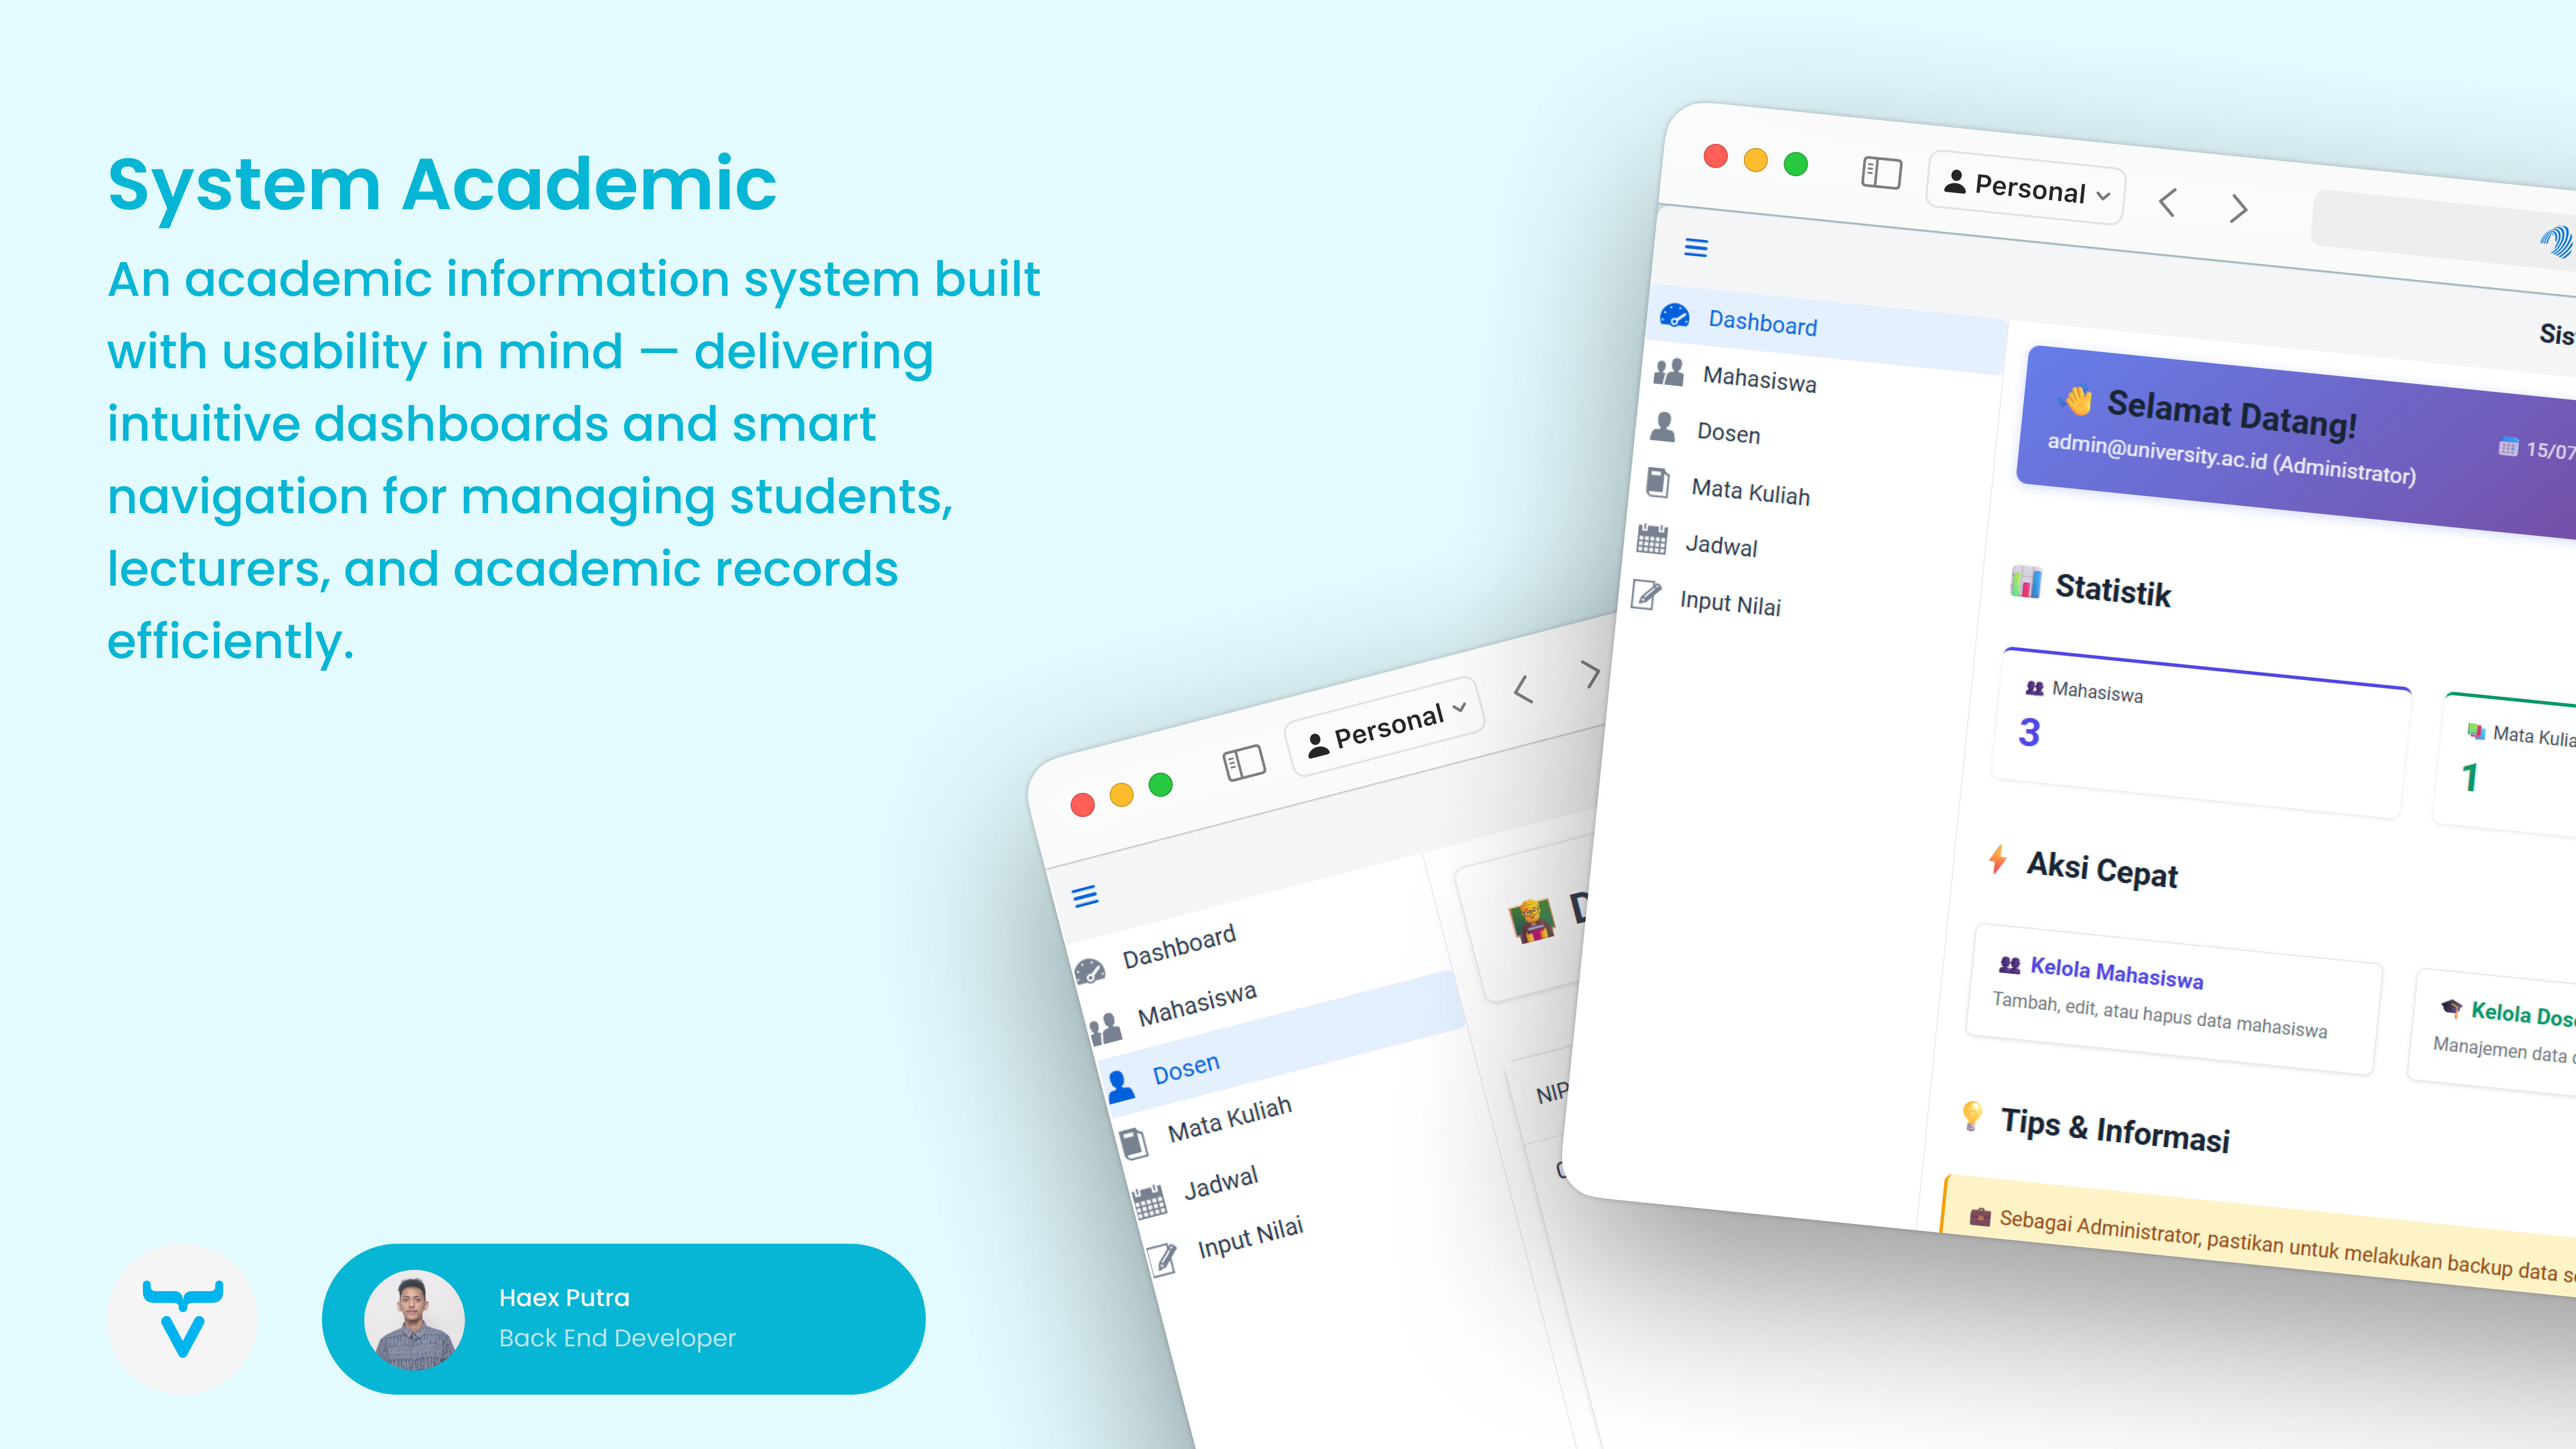 System Academic
An academic information system built
with usability in mind — delivering
intuitive dashboards and smart
navigation for managing students,
lecturers, and academic records
efficiently.
Haex Putra
Back End Developer
Personal
Dashboard
Mahasiswa
Dosen
Mata Kuliah
Jadwal
Input Nilai
Selamat Datang!
admin@university.ac.id (Administrator)
15/07
Statistik
Mahasiswa
3
Mata Kulia
1
Aksi Cepat
Kelola Mahasiswa
Tambah, edit, atau hapus data mahasiswa
Kelola Dos
Manajemen data
Tips & Informasi
Sebagai Administrator, pastikan untuk melakukan backup data
Personal
Dashboard
Mahasiswa
Dosen
Mata Kuliah
Jadwal
Input Nilai
NIP